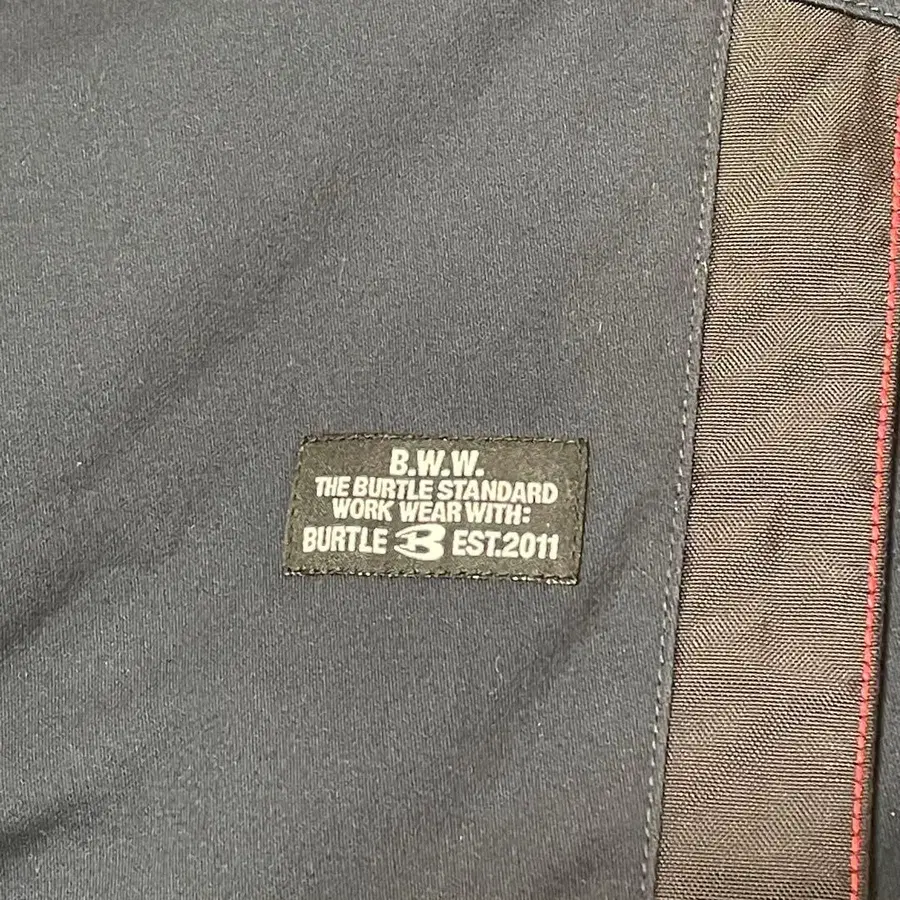 B.W.W.
THE BURTLE STANDARD
WORK WEAR WITH:
BURTLE B EST.2011